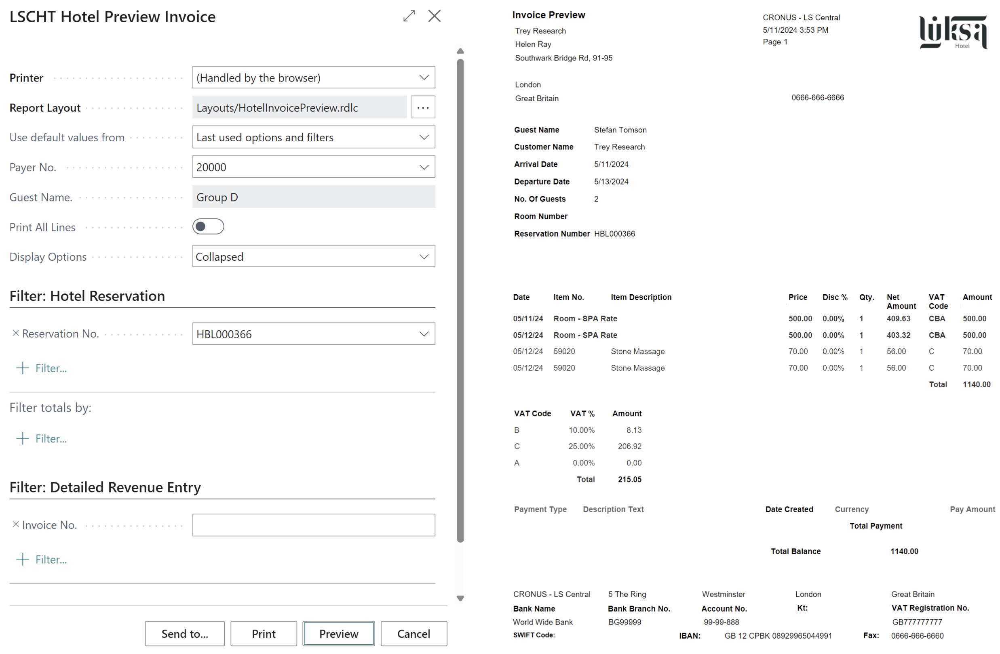 LSCHT Hotel Preview Invoice
Printer (Handled by the browser)
Report Layout Layouts/HotelInvoicePreview.rdlc ...
Use default values from Last used options and filters
Payer No. 20000
Guest Name. Group D
Print All Lines
Display Options Collapsed
Filter: Hotel Reservation
× Reservation No. HBL000366
+ Filter...
Filter totals by:
+ Filter...
Filter: Detailed Revenue Entry
× Invoice No.
+ Filter...
Send to... Print Preview Cancel
Invoice Preview
Trey Research
Helen Ray
Southwark Bridge Rd, 91-95
London
Great Britain
CRONUS - LS Central
5/11/2024 3:53 PM
Page 1
lúksa
Hotel
0666-666-6666
Guest Name Stefan Tomson
Customer Name Trey Research
Arrival Date 5/11/2024
Departure Date 5/13/2024
No. Of Guests 2
Room Number
Reservation Number HBL000366
Date Item No. Item Description Price Disc % Qty. Net Amount VAT Code Amount
05/11/24 Room - SPA Rate 500.00 0.00% 1 409.63 CBA 500.00
05/12/24 Room - SPA Rate 500.00 0.00% 1 403.32 CBA 500.00
05/12/24 59020 Stone Massage 70.00 0.00% 1 56.00 C 70.00
05/12/24 59020 Stone Massage 70.00 0.00% 1 56.00 C 70.00
Total 1140.00
VAT Code VAT % Amount
B 10.00% 8.13
C 25.00% 206.92
A 0.00% 0.00
Total 215.05
Payment Type Description Text Date Created Currency Pay Amount
Total Payment
Total Balance 1140.00
CRONUS - LS Central 5 The Ring Westminster London Great Britain
Bank Name Bank Branch No. Account No. Kt: VAT Registration No.
World Wide Bank BG99999 99-99-888 GB777777777
SWIFT Code: IBAN: GB 12 CPBK 08929965044991 Fax: 0666-666-6660